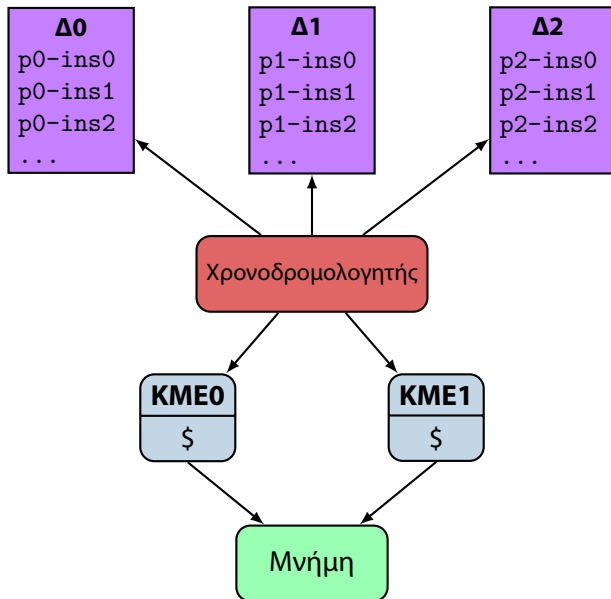 Δ0
p0-ins0
p0-ins1
p0-ins2
...
Δ1
p1-ins0
p1-ins1
p1-ins2
...
Δ2
p2-ins0
p2-ins1
p2-ins2
...
Χρονοδρομολογητής
ΚΜΕ0
$
ΚΜΕ1
$
Μνήμη